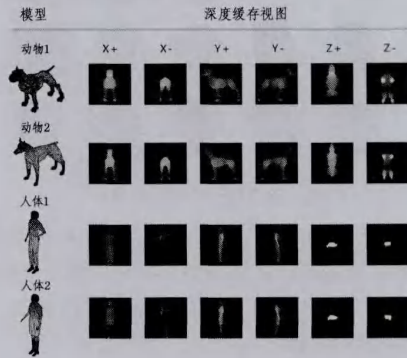 模型 深度缓存视图
动物1 X+ X- Y+ Y- Z+ Z-
动物2
人体1
人体2